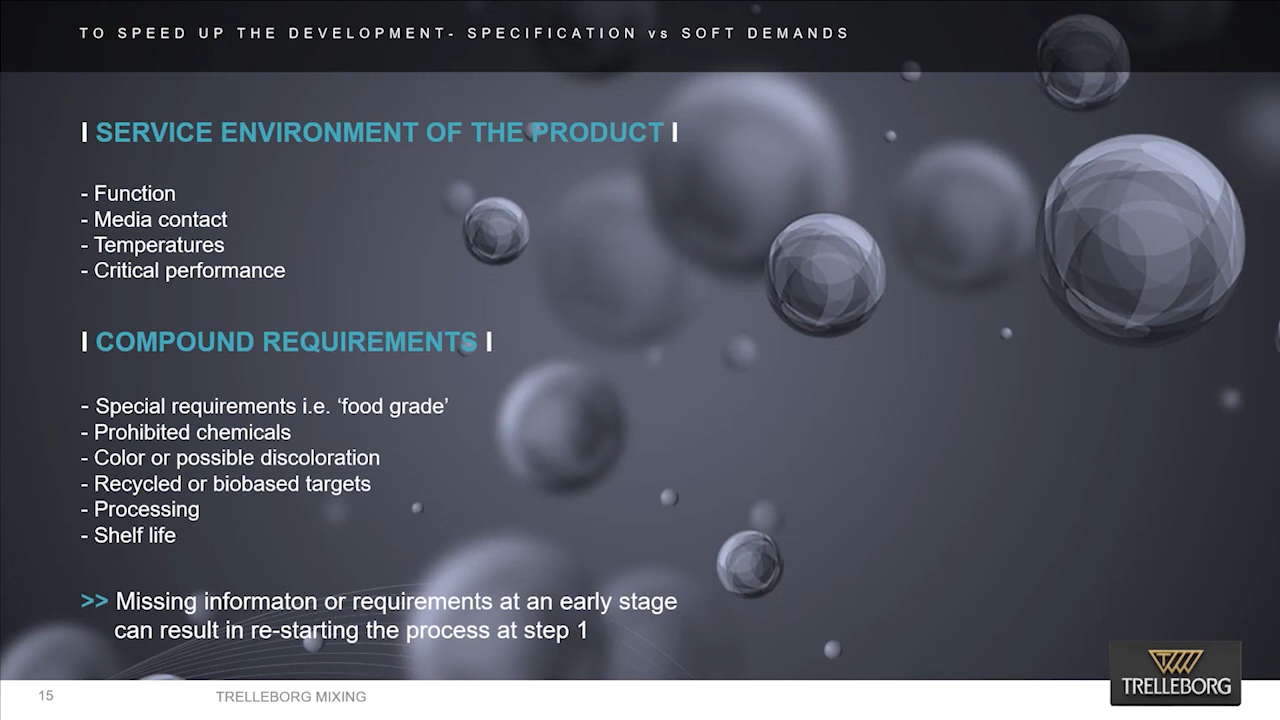 TO SPEED UP THE DEVELOPMENT- SPECIFICATION vs SOFT DEMANDS
I SERVICE ENVIRONMENT OF THE PRODUCT I
- Function
- Media contact
- Temperatures
- Critical performance
I COMPOUND REQUIREMENTS I
- Special requirements i.e. ‘food grade’
- Prohibited chemicals
- Color or possible discoloration
- Recycled or biobased targets
- Processing
- Shelf life
>> Missing informaton or requirements at an early stage
can result in re-starting the process at step 1
15 TRELLEBORG MIXING
TRELLEBORG